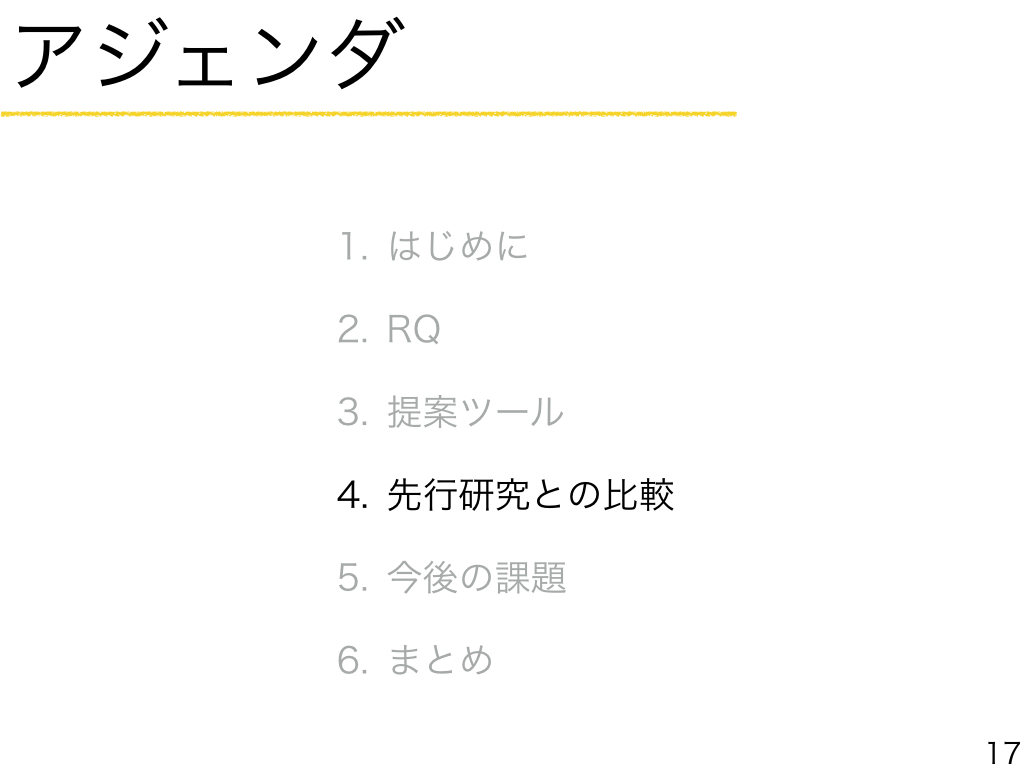 アジェンダ
1. はじめに
2. RQ
3. 提案ツール
4. 先行研究との比較
5. 今後の課題
6. まとめ
17